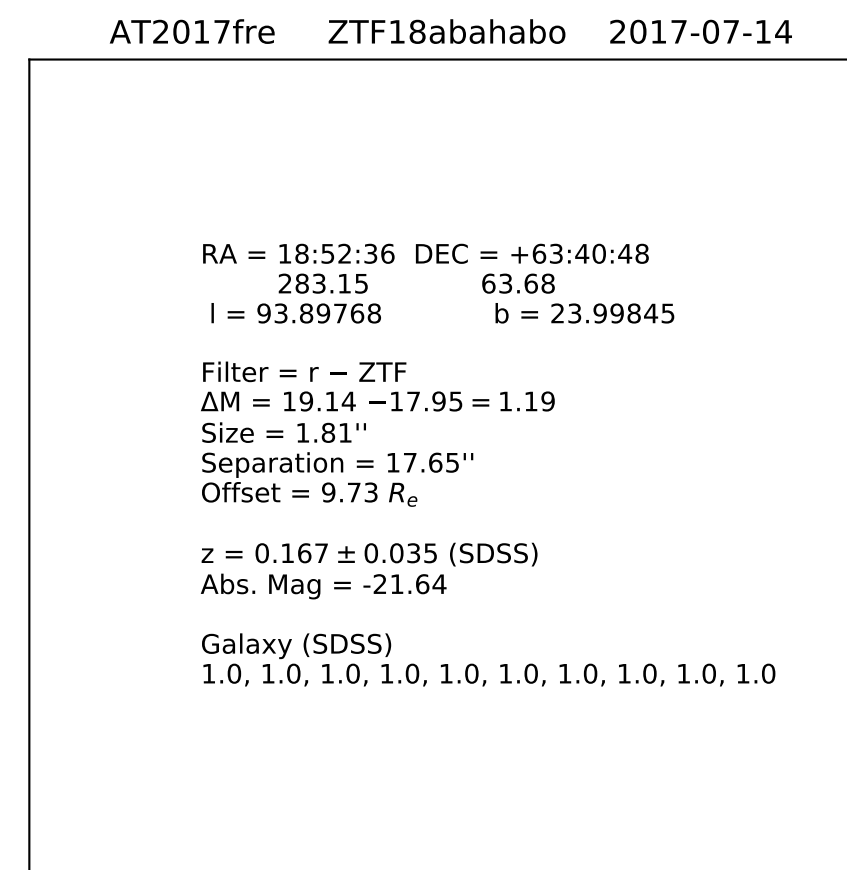 AT2017fre ZTF18abahabo 2017-07-14
RA = 18:52:36 DEC = +63:40:48
283.15 63.68
l = 93.89768 b = 23.99845
Filter = r − ZTF
ΔM = 19.14 −17.95 = 1.19
Size = 1.81''
Separation = 17.65''
Offset = 9.73 Rₑ
z = 0.167 ± 0.035 (SDSS)
Abs. Mag = -21.64
Galaxy (SDSS)
1.0, 1.0, 1.0, 1.0, 1.0, 1.0, 1.0, 1.0, 1.0, 1.0